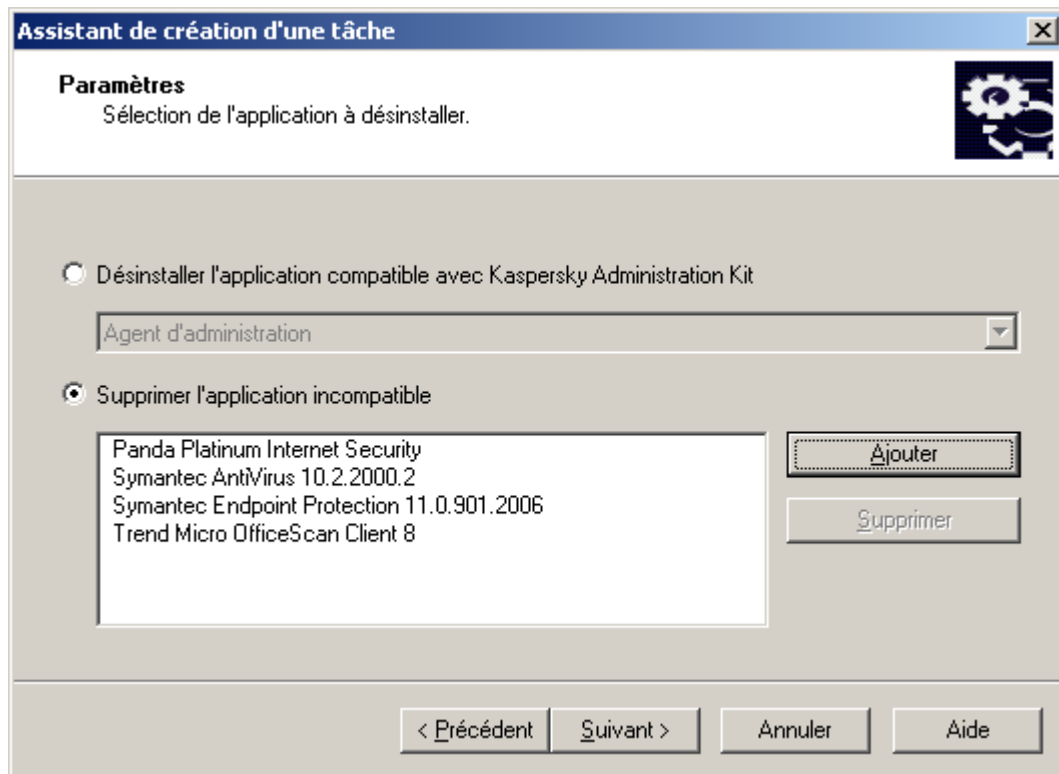 Assistant de création d'une tâche
Paramètres
Sélection de l'application à désinstaller.
Désinstaller l'application compatible avec Kaspersky Administration Kit
Agent d'administration
Supprimer l'application incompatible
Panda Platinum Internet Security
Symantec AntiVirus 10.2.2000.2
Symantec Endpoint Protection 11.0.901.2006
Trend Micro OfficeScan Client 8
Ajouter
Supprimer
< Précédent
Suivant >
Annuler
Aide